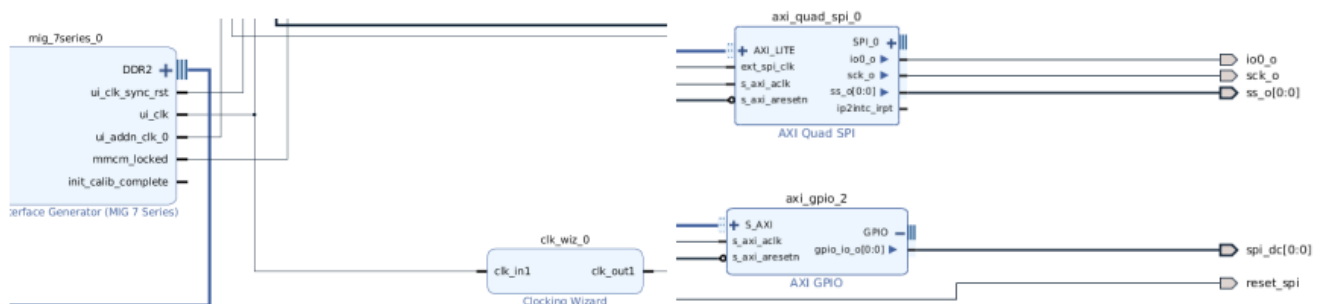 mig_7series_0
DDR2
ui_clk_sync_rst
ui_clk
ui_addn_clk_0
mmcm_locked
init_calib_complete
erface Generator (MIG 7 Series)
clk_wiz_0
clk_in1
clk_out1
Clocking Wizard
axi_quad_spi_0
AXI_LITE
ext_spi_clk
s_axi_aclk
s_axi_aresetn
SPI_0
io0_o
sck_o
ss_o[0:0]
ip2intc_irpt
AXI Quad SPI
io0_o
sck_o
ss_o[0:0]
axi_gpio_2
S_AXI
s_axi_aclk
s_axi_aresetn
GPIO
gpio_io_o[0:0]
AXI GPIO
spi_dc[0:0]
reset_spi